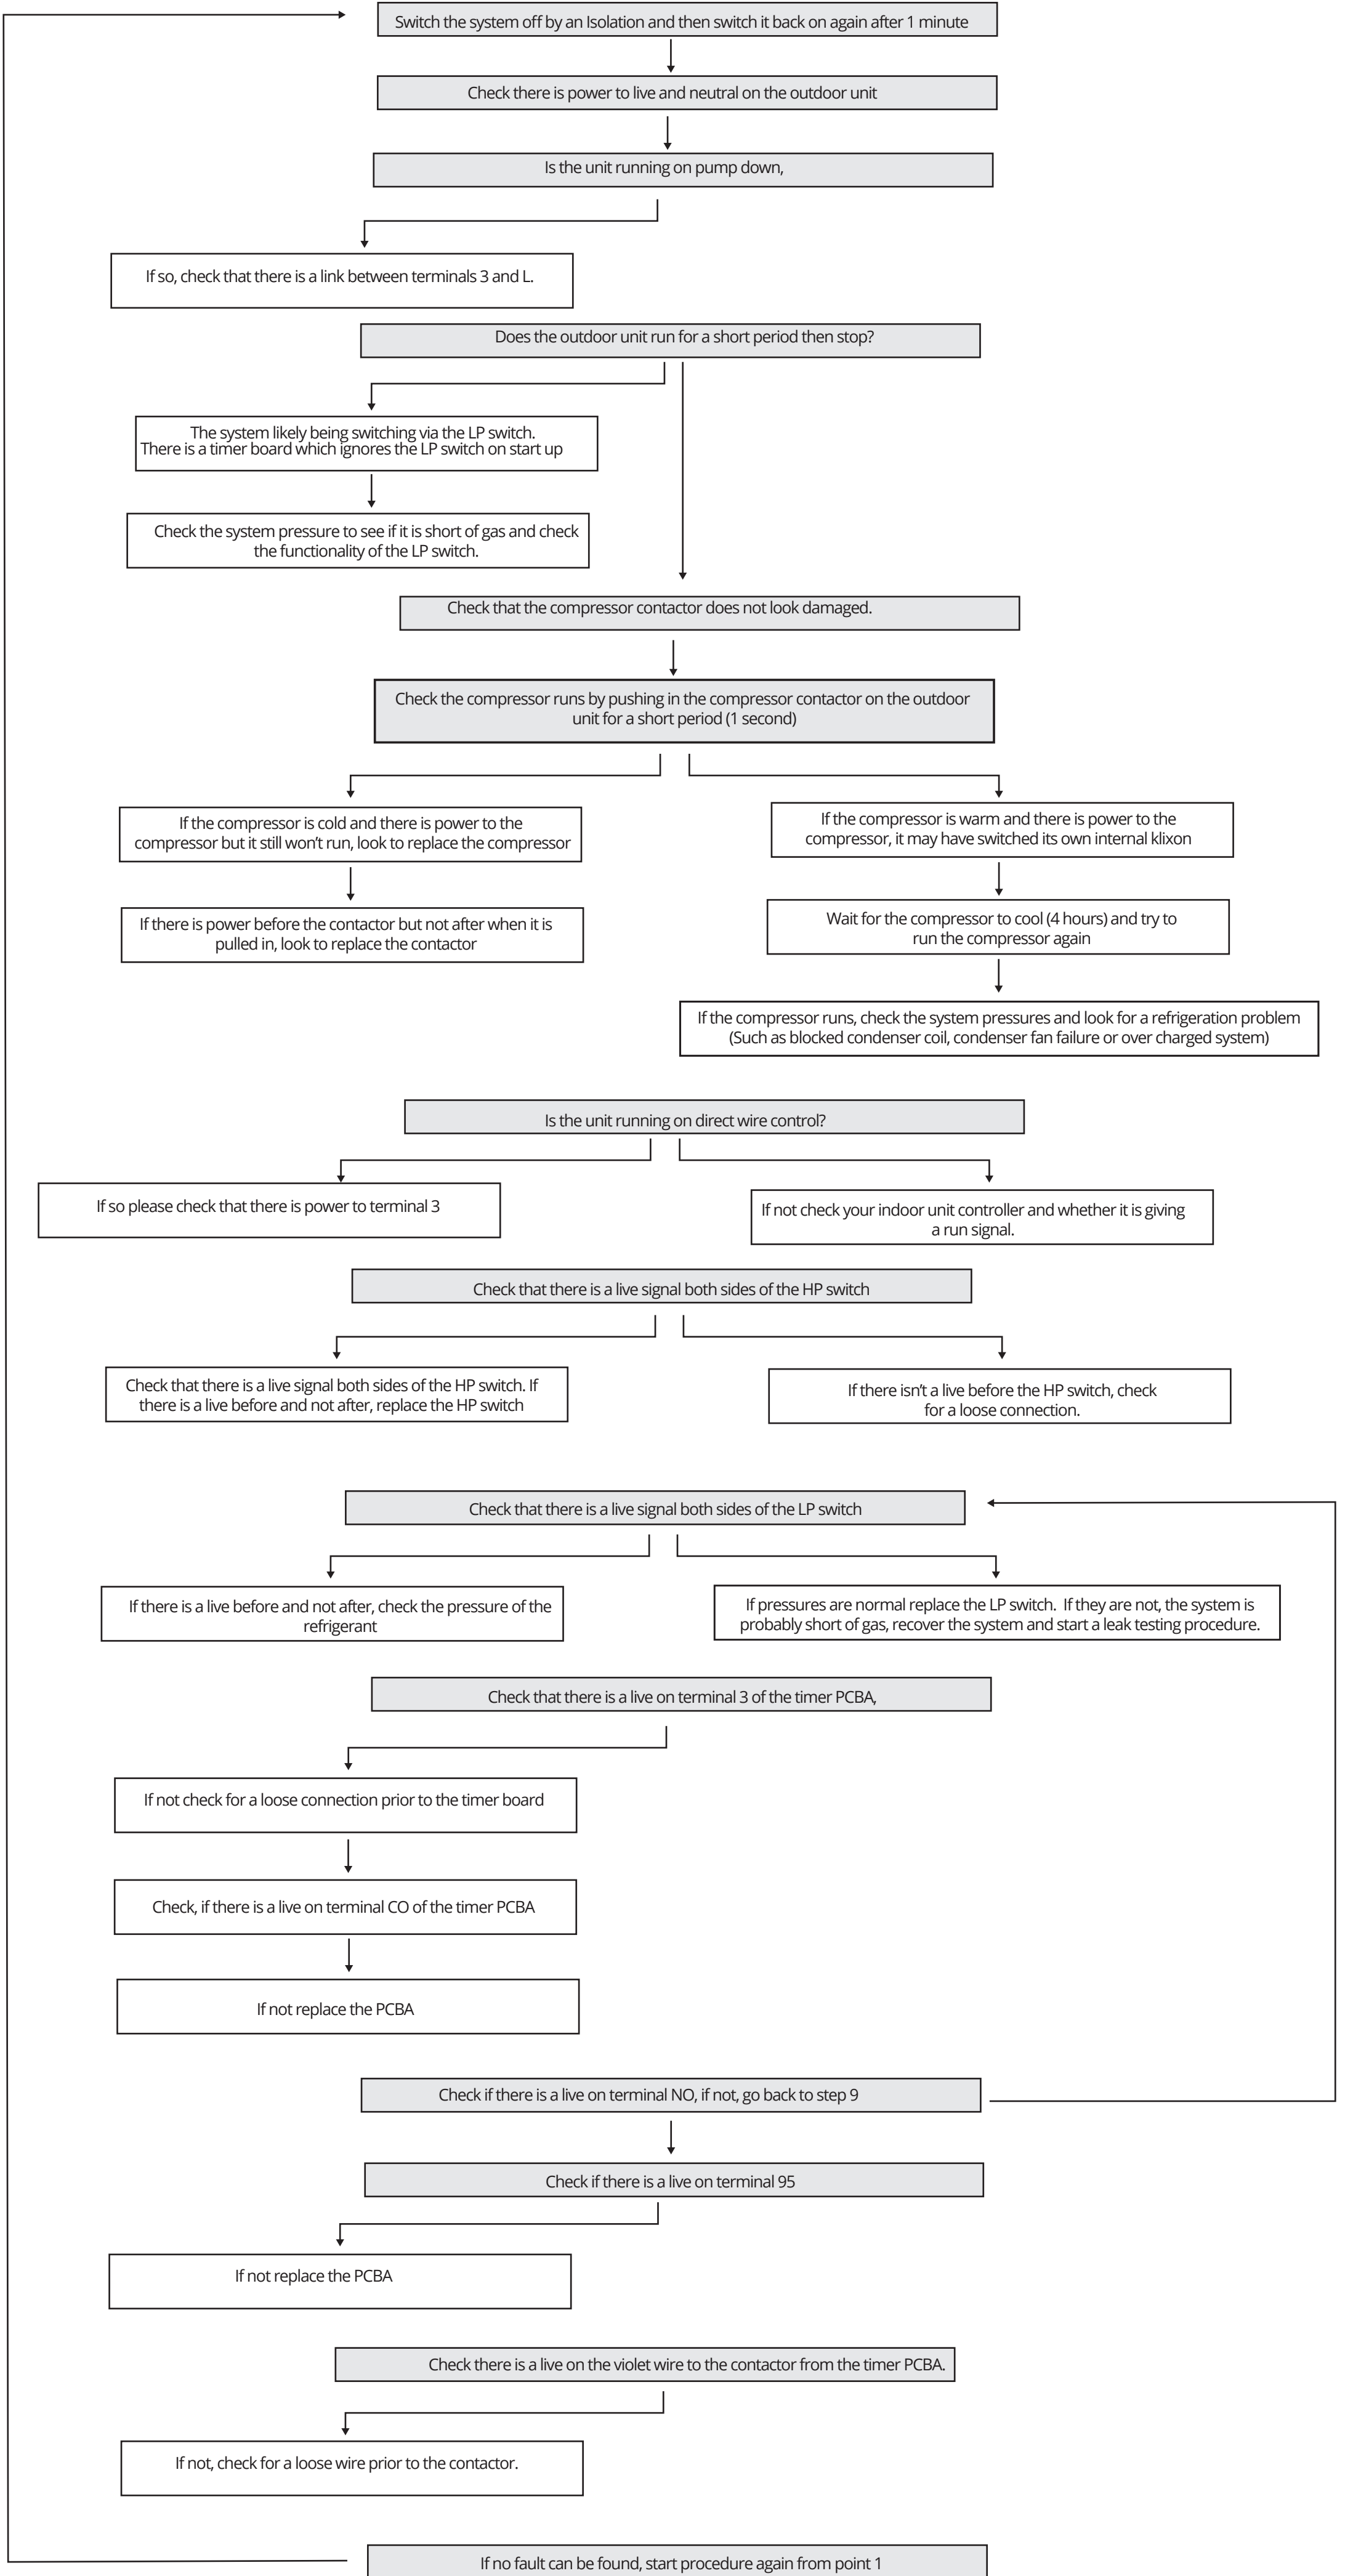 Switch the system off by an Isolation and then switch it back on again after 1 minute
Check there is power to live and neutral on the outdoor unit
Is the unit running on pump down,
If so, check that there is a link between terminals 3 and L.
Does the outdoor unit run for a short period then stop?
The system likely being switching via the LP switch.
There is a timer board which ignores the LP switch on start up
Check the system pressure to see if it is short of gas and check
the functionality of the LP switch.
Check that the compressor contactor does not look damaged.
Check the compressor runs by pushing in the compressor contactor on the outdoor
unit for a short period (1 second)
If the compressor is cold and there is power to the
compressor but it still won't run, look to replace the compressor
If there is power before the contactor but not after when it is
pulled in, look to replace the contactor
If the compressor is warm and there is power to the
compressor, it may have switched its own internal klixon
Wait for the compressor to cool (4 hours) and try to
run the compressor again
If the compressor runs, check the system pressures and look for a refrigeration problem
(Such as blocked condenser coil, condenser fan failure or over charged system)
Is the unit running on direct wire control?
If so please check that there is power to terminal 3
If not check your indoor unit controller and whether it is giving
a run signal.
Check that there is a live signal both sides of the HP switch
Check that there is a live signal both sides of the HP switch. If
there is a live before and not after, replace the HP switch
If there isn't a live before the HP switch, check
for a loose connection.
Check that there is a live signal both sides of the LP switch
If there is a live before and not after, check the pressure of the
refrigerant
If pressures are normal replace the LP switch. If they are not, the system is
probably short of gas, recover the system and start a leak testing procedure.
Check that there is a live on terminal 3 of the timer PCBA,
If not check for a loose connection prior to the timer board
Check, if there is a live on terminal CO of the timer PCBA
If not replace the PCBA
Check if there is a live on terminal NO, if not, go back to step 9
Check if there is a live on terminal 95
If not replace the PCBA
Check there is a live on the violet wire to the contactor from the timer PCBA.
If not, check for a loose wire prior to the contactor.
If no fault can be found, start procedure again from point 1